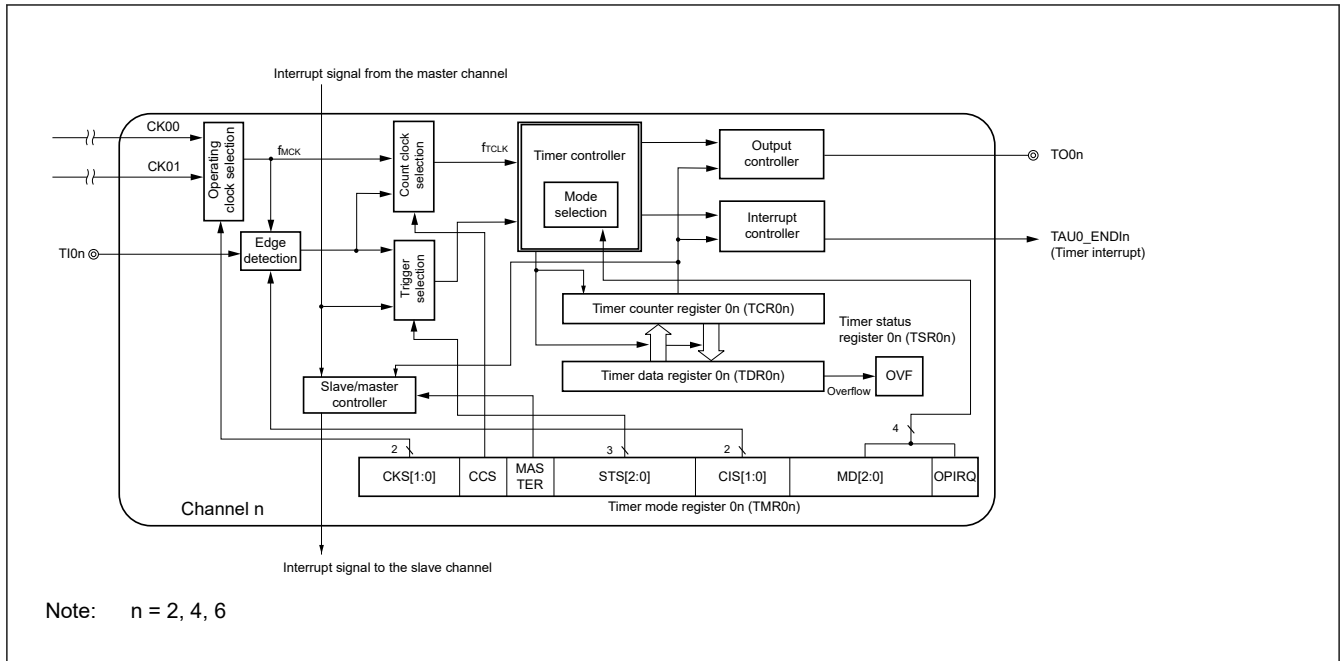 Interrupt signal from the master channel
CK00
CK01
Operating
clock selection
fMCK
Count clock
selection
fTCLK
Timer controller
Mode
selection
Output
controller
TO0n
Interrupt
controller
TAU0_ENDIn
(Timer interrupt)
TI0n
Edge
detection
Trigger
selection
Timer counter register 0n (TCR0n)
Timer status
register 0n (TSR0n)
Timer data register 0n (TDR0n)
Overflow
OVF
Slave/master
controller
2
3
2
4
CKS[1:0]
CCS
MAS
TER
STS[2:0]
CIS[1:0]
MD[2:0]
OPIRQ
Timer mode register 0n (TMR0n)
Channel n
Interrupt signal to the slave channel
Note: n = 2, 4, 6